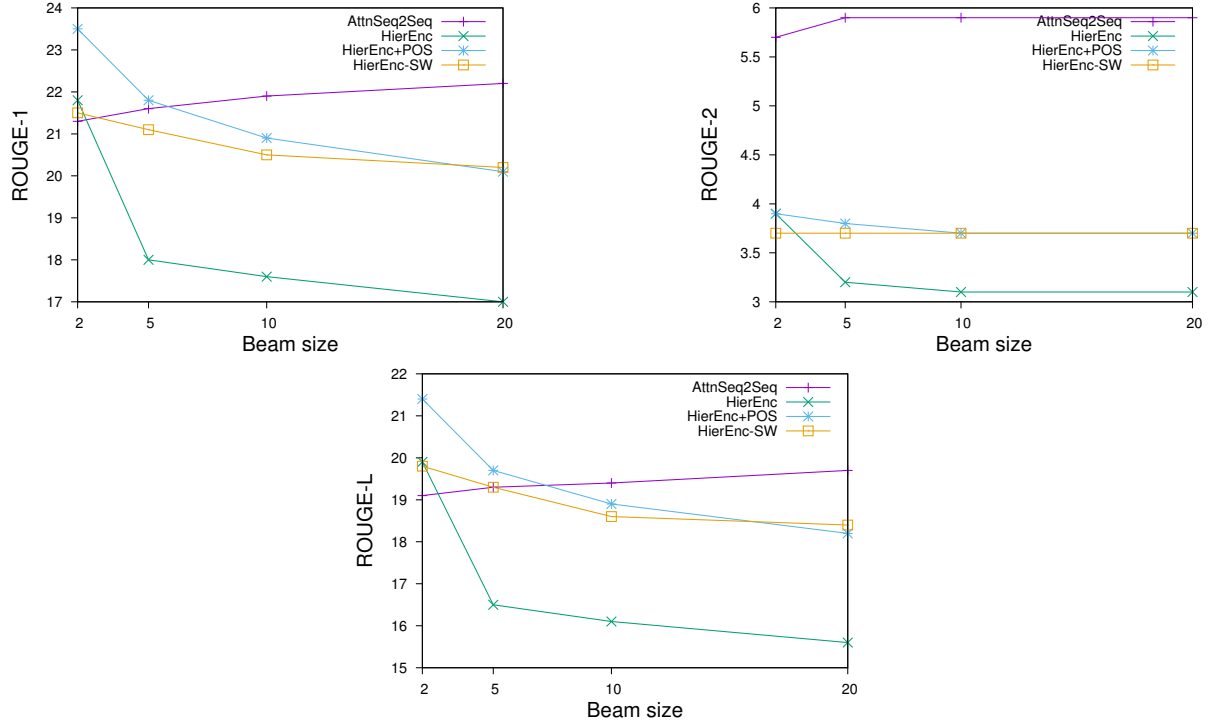 24
23
22
21
20
19
18
17
ROUGE-1
AttnSeq2Seq
HierEnc
HierEnc+POS
HierEnc-SW
2
5
10
20
Beam size
6
5.5
5
4.5
4
3.5
3
ROUGE-2
AttnSeq2Seq
HierEnc
HierEnc+POS
HierEnc-SW
2
5
10
20
Beam size
22
21
20
19
18
17
16
15
ROUGE-L
AttnSeq2Seq
HierEnc
HierEnc+POS
HierEnc-SW
2
5
10
20
Beam size